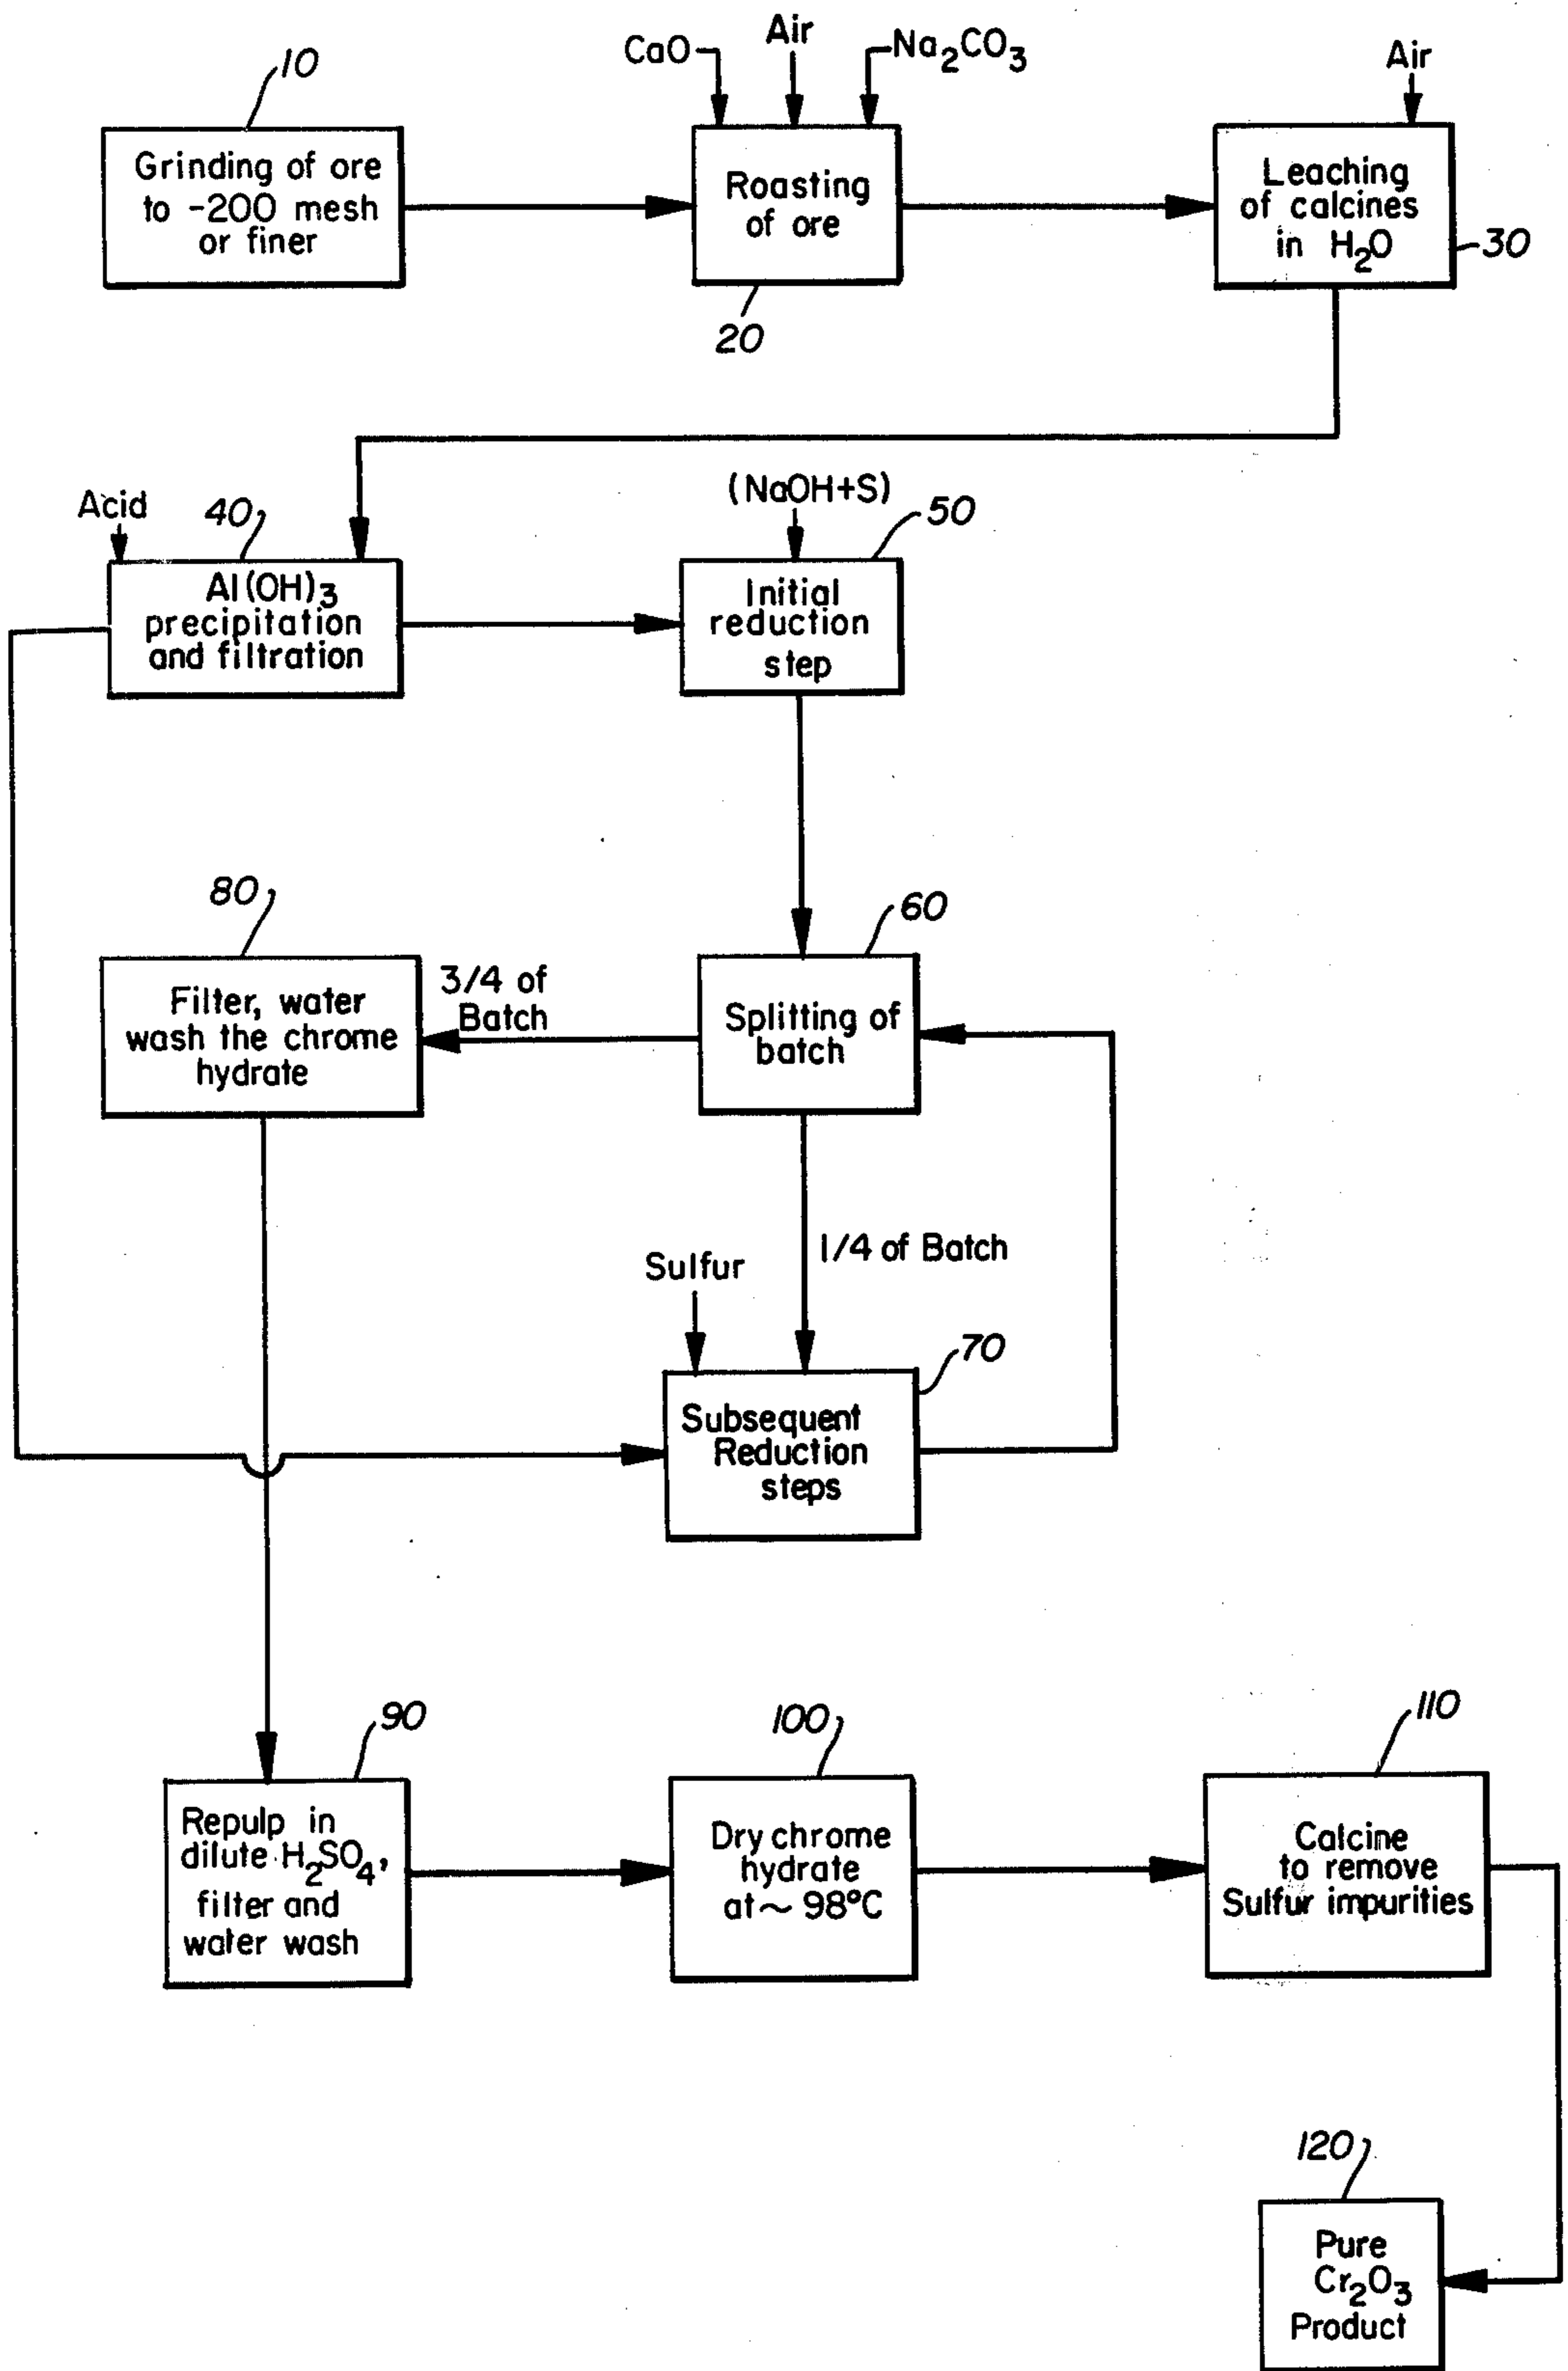 10
Grinding of ore
to -200 mesh
or finer
CaO
Air
Na₂CO₃
Roasting
of ore
20
Air
Leaching
of calcines
in H₂O
30
Acid
40
Al(OH)₃
precipitation
and filtration
(NaOH+S)
50
Initial
reduction
step
80
Filter, water
wash the chrome
hydrate
3/4 of
Batch
60
Splitting of
batch
1/4 of Batch
Sulfur
70
Subsequent
Reduction
steps
90
Repulp in
dilute H₂SO₄,
filter and
water wash
100
Dry chrome
hydrate
at ~ 98°C
110
Calcine
to remove
Sulfur impurities
120
Pure
Cr₂O₃
Product